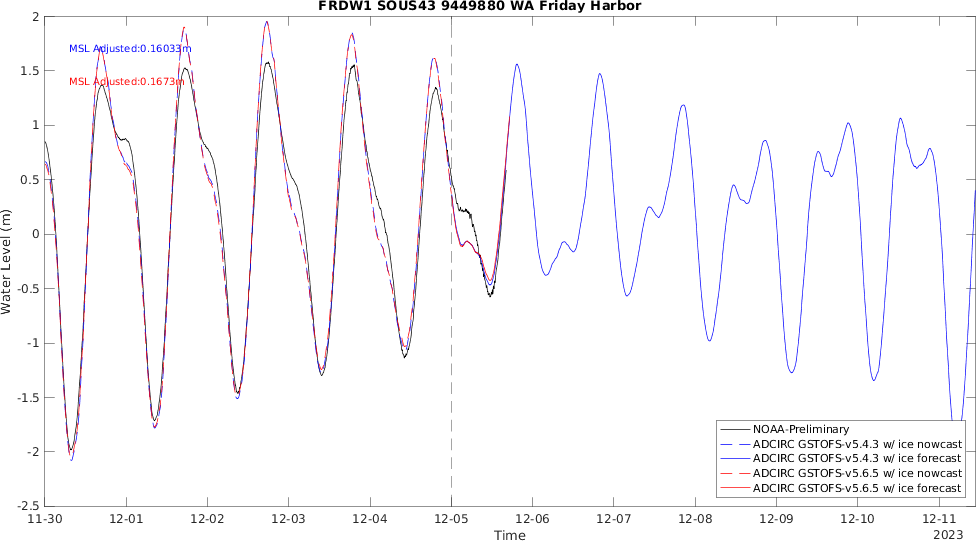 FRDW1 SOUS43 9449880 WA Friday Harbor
2
1.5
1
0.5
0
-0.5
-1
-1.5
-2
-2.5
Water Level (m)
MSL Adjusted:0.16033m
MSL Adjusted:0.1673m
NOAA-Preliminary
ADCIRC GSTOFS-v5.4.3 w/ ice nowcast
ADCIRC GSTOFS-v5.4.3 w/ ice forecast
ADCIRC GSTOFS-v5.6.5 w/ ice nowcast
ADCIRC GSTOFS-v5.6.5 w/ ice forecast
11-30 12-01 12-02 12-03 12-04 12-05 12-06 12-07 12-08 12-09 12-10 12-11
2023
Time